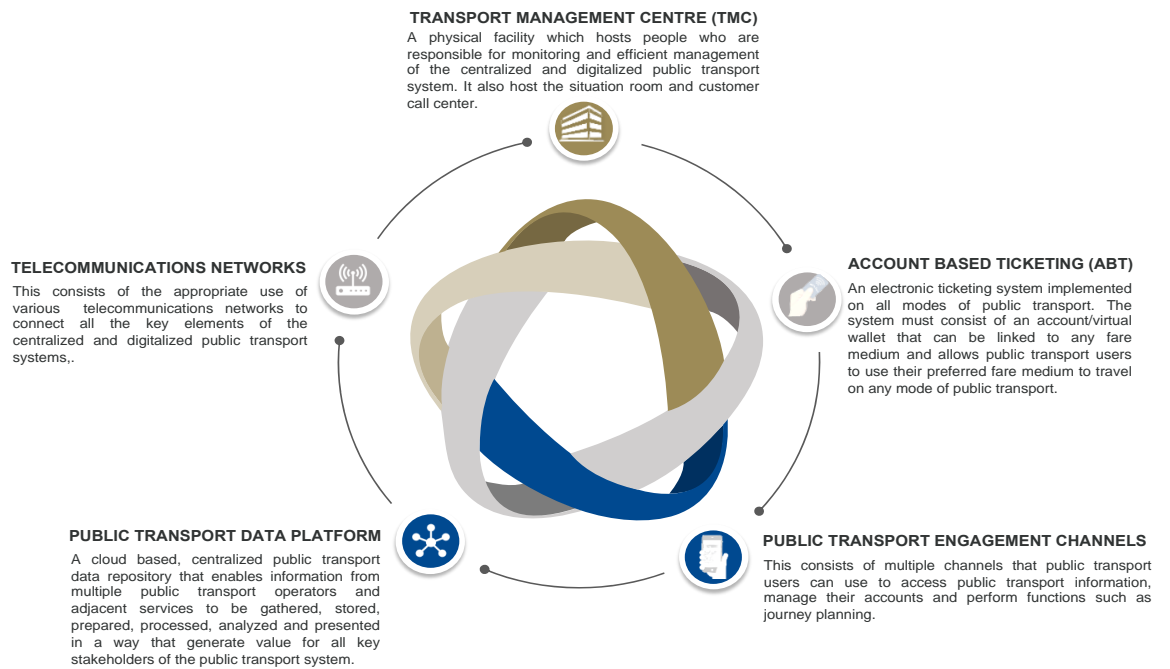 TRANSPORT MANAGEMENT CENTRE (TMC)
A physical facility which hosts people who are
responsible for monitoring and efficient management
of the centralized and digitalized public transport
system. It also host the situation room and customer
call center.
TELECOMMUNICATIONS NETWORKS
This consists of the appropriate use of
various telecommunications networks to
connect all the key elements of the
centralized and digitalized public transport
systems,.
ACCOUNT BASED TICKETING (ABT)
An electronic ticketing system implemented
on all modes of public transport. The
system must consist of an account/virtual
wallet that can be linked to any fare
medium and allows public transport users
to use their preferred fare medium to travel
on any mode of public transport.
PUBLIC TRANSPORT DATA PLATFORM
A cloud based, centralized public transport
data repository that enables information from
multiple public transport operators and
adjacent services to be gathered, stored,
prepared, processed, analyzed and presented
in a way that generate value for all key
stakeholders of the public transport system.
PUBLIC TRANSPORT ENGAGEMENT CHANNELS
This consists of multiple channels that public transport
users can use to access public transport information,
manage their accounts and perform functions such as
journey planning.